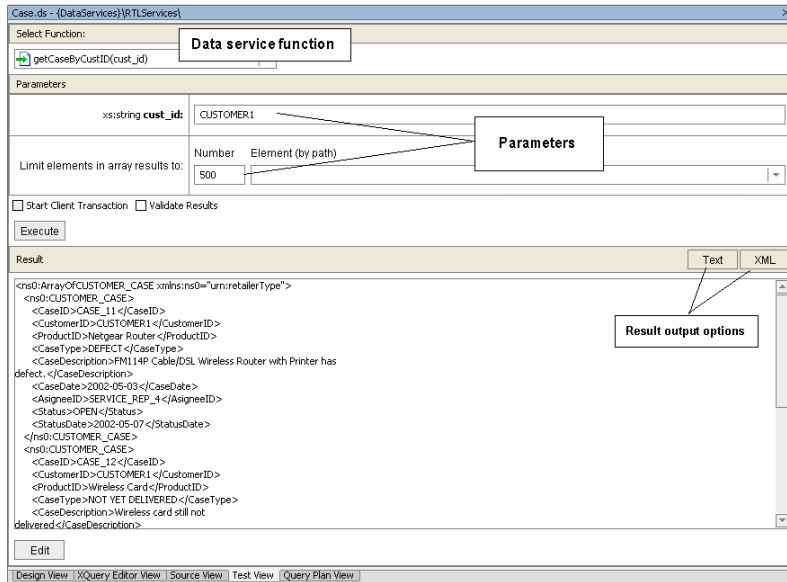 Case.ds - {DataServices}\RTLServices\
Select Function:
Data service function
getCaseByCustID(cust_id)
Parameters
xs:string cust_id:
CUSTOMER1
Parameters
Number Element (by path)
Limit elements in array results to:
500
Start Client Transaction Validate Results
Execute
Result
Text XML
<ns0:ArrayOfCUSTOMER_CASE xmlns:ns0="urn:retailerType">
<ns0:CUSTOMER_CASE>
<CaseID>CASE_11</CaseID>
<CustomerID>CUSTOMER1</CustomerID>
<ProductID>Netgear Router</ProductID>
<CaseType>DEFECT</CaseType>
<CaseDescription>FM114P Cable/DSL Wireless Router with Printer has
defect.</CaseDescription>
<CaseDate>2002-05-03</CaseDate>
<AsigneeID>SERVICE_REP_4</AsigneeID>
<Status>OPEN</Status>
<StatusDate>2002-05-07</StatusDate>
</ns0:CUSTOMER_CASE>
<ns0:CUSTOMER_CASE>
<CaseID>CASE_12</CaseID>
<CustomerID>CUSTOMER1</CustomerID>
<ProductID>Wireless Card</ProductID>
<CaseType>NOT YET DELIVERED</CaseType>
<CaseDescription>Wireless card still not
delivered</CaseDescription>
Result output options
Edit
Design View XQuery Editor View Source View Test View Query Plan View